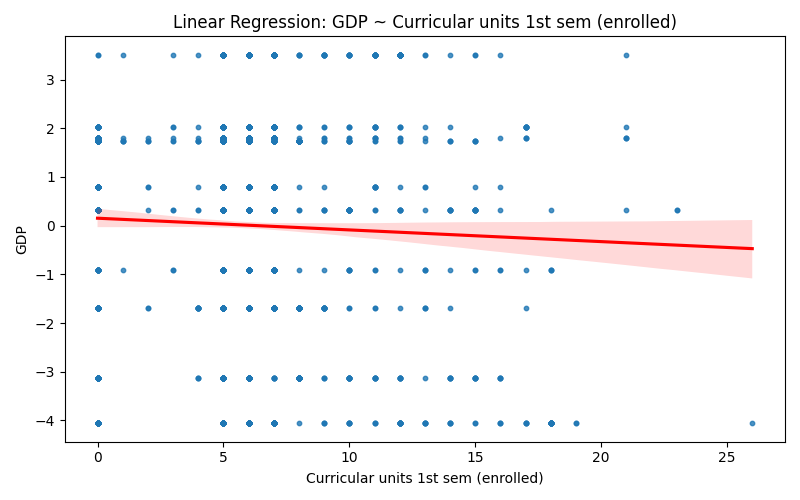 Linear Regression: GDP ~ Curricular units 1st sem (enrolled)
3
2
1
0
−1
−2
−3
−4
GDP
0 5 10 15 20 25
Curricular units 1st sem (enrolled)